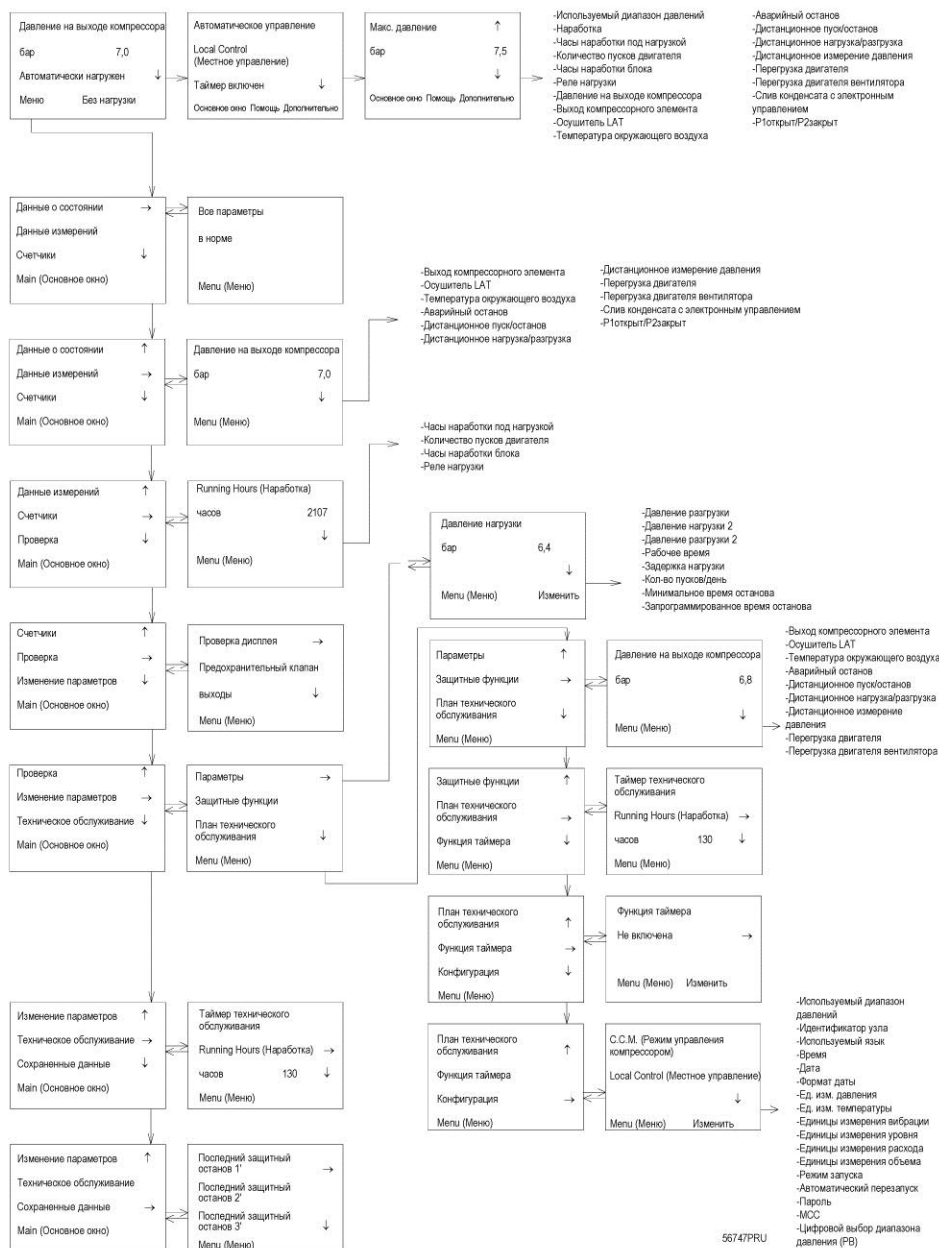 Давление на выходе компрессора
бар 7,0
Автоматически нагружен ↓
Меню Без нагрузки
Автоматическое управление
Local Control
(Местное управление)
Таймер включен ↓
Основное окно Помощь Дополнительно
Макс. давление ↑
бар 7,5
↓
Основное окно Помощь Дополнительно
-Используемый диапазон давлений
-Наработка
-Часы наработки под нагрузкой
-Количество пусков двигателя
-Часы наработки блока
-Реле нагрузки
-Давление на выходе компрессора
-Выход компрессорного элемента
-Осушитель LAT
-Температура окружающего воздуха
-Аварийный останов
-Дистанционное пуск/останов
-Дистанционное нагрузка/разгрузка
-Дистанционное измерение давления
-Перегрузка двигателя
-Перегрузка двигателя вентилятора
-Слив конденсата с электронным
управлением
-Р1открыт/Р2закрыт
Данные о состоянии →
Данные измерений
Счетчики ↓
Main (Основное окно)
Все параметры
в норме
Menu (Меню)
Данные о состоянии ↑
Данные измерений →
Счетчики ↓
Main (Основное окно)
Давление на выходе компрессора
бар 7,0
↓
Menu (Меню)
-Выход компрессорного элемента
-Осушитель LAT
-Температура окружающего воздуха
-Аварийный останов
-Дистанционное пуск/останов
-Дистанционное нагрузка/разгрузка
-Дистанционное измерение давления
-Перегрузка двигателя
-Перегрузка двигателя вентилятора
-Слив конденсата с электронным управлением
-Р1открыт/Р2закрыт
Данные измерений ↑
Счетчики →
Проверка ↓
Main (Основное окно)
Running Hours (Наработка)
часов 2107
↓
Menu (Меню)
-Часы наработки под нагрузкой
-Количество пусков двигателя
-Часы наработки блока
-Реле нагрузки
Давление нагрузки
бар 6,4
↓
Menu (Меню) Изменить
-Давление разгрузки
-Давление нагрузки 2
-Давление разгрузки 2
-Рабочее время
-Задержка нагрузки
-Кол-во пусков/день
-Минимальное время останова
-Запрограммированное время останова
Счетчики ↑
Проверка →
Изменение параметров ↓
Main (Основное окно)
Проверка дисплея →
Предохранительный клапан
выходы ↓
Menu (Меню)
Параметры ↑
Защитные функции →
План технического
обслуживания ↓
Menu (Меню)
Давление на выходе компрессора
бар 6,8
↓
Menu (Меню)
-Выход компрессорного элемента
-Осушитель LAT
-Температура окружающего воздуха
-Аварийный останов
-Дистанционное пуск/останов
-Дистанционное нагрузка/разгрузка
-Дистанционное измерение
давления
-Перегрузка двигателя
-Перегрузка двигателя вентилятора
Проверка ↑
Изменение параметров →
Техническое обслуживание ↓
Main (Основное окно)
Параметры →
Защитные функции
План технического
обслуживания ↓
Menu (Меню)
Защитные функции ↑
План технического
обслуживания →
Функция таймера ↓
Menu (Меню)
Таймер технического
обслуживания
Running Hours (Наработка) →
часов 130 ↓
Menu (Меню)
План технического
обслуживания ↑
Функция таймера →
Конфигурация ↓
Menu (Меню)
Функция таймера
Не включена →
Menu (Меню) Изменить
Изменение параметров ↑
Техническое обслуживание →
Сохраненные данные ↓
Main (Основное окно)
Таймер технического
обслуживания
Running Hours (Наработка) →
часов 130 ↓
Menu (Меню)
План технического
обслуживания ↑
Функция таймера
Конфигурация →
Menu (Меню)
C.C.M. (Режим управления
компрессором)
Local Control (Местное управление)
↓
Menu (Меню) Изменить
-Используемый диапазон
давлений
-Идентификатор узла
-Используемый язык
-Время
-Дата
-Формат даты
-Ед. изм. давления
-Ед. изм. температуры
-Единицы измерения вибрации
-Единицы измерения уровня
-Единицы измерения расхода
-Единицы измерения объема
-Режим запуска
-Автоматический перезапуск
-Пароль
-МСС
-Цифровой выбор диапазона
давления (РВ)
Изменение параметров ↑
Техническое обслуживание
Сохраненные данные →
Main (Основное окно)
Последний защитный
останов 1' →
Последний защитный
останов 2'
Последний защитный
останов 3' ↓
Menu (Меню)
56747PRU